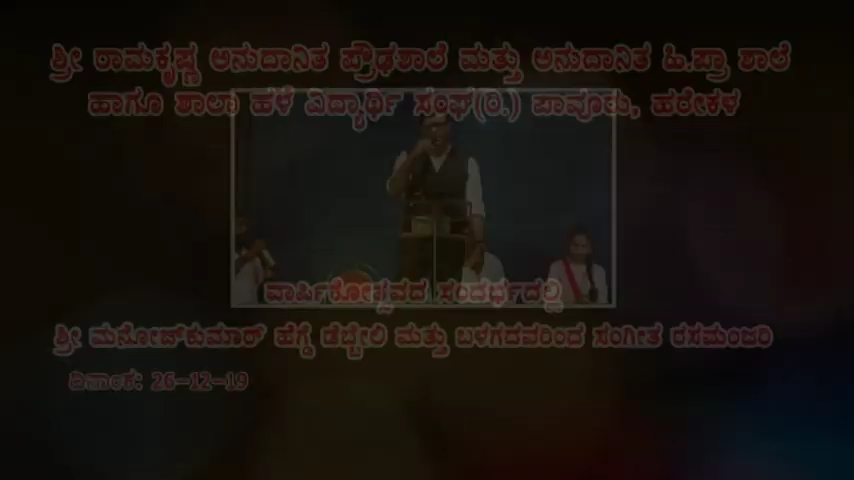 ಶ್ರೀ ರಾಮಕೃಷ್ಣ ಅನುದಾನಿತ ಪ್ರೌಢಶಾಲೆ ಮತ್ತು ಅನುದಾನಿತ ಹಿ.ಪ್ರಾ ಶಾಲೆ
ಹಾಗೂ ಶಾಲಾ ಹಳೆ ವಿದ್ಯಾರ್ಥಿ ಸಂಘ(ರಿ.) ಪಾವೂರು, ಹರೇಕಳ
ವಾರ್ಷಿಕೋತ್ಸವದ ಸಂದರ್ಭದಲ್ಲಿ
ಶ್ರೀ ಮನೋಜ್‌ಕುಮಾರ್ ಹೆಗ್ಡೆ ಡೆಬ್ಬೇಲಿ ಮತ್ತು ಬಳಗದವರಿಂದ ಸಂಗೀತ ರಸಮಂಜರಿ
ದಿನಾಂಕ: 26-12-19